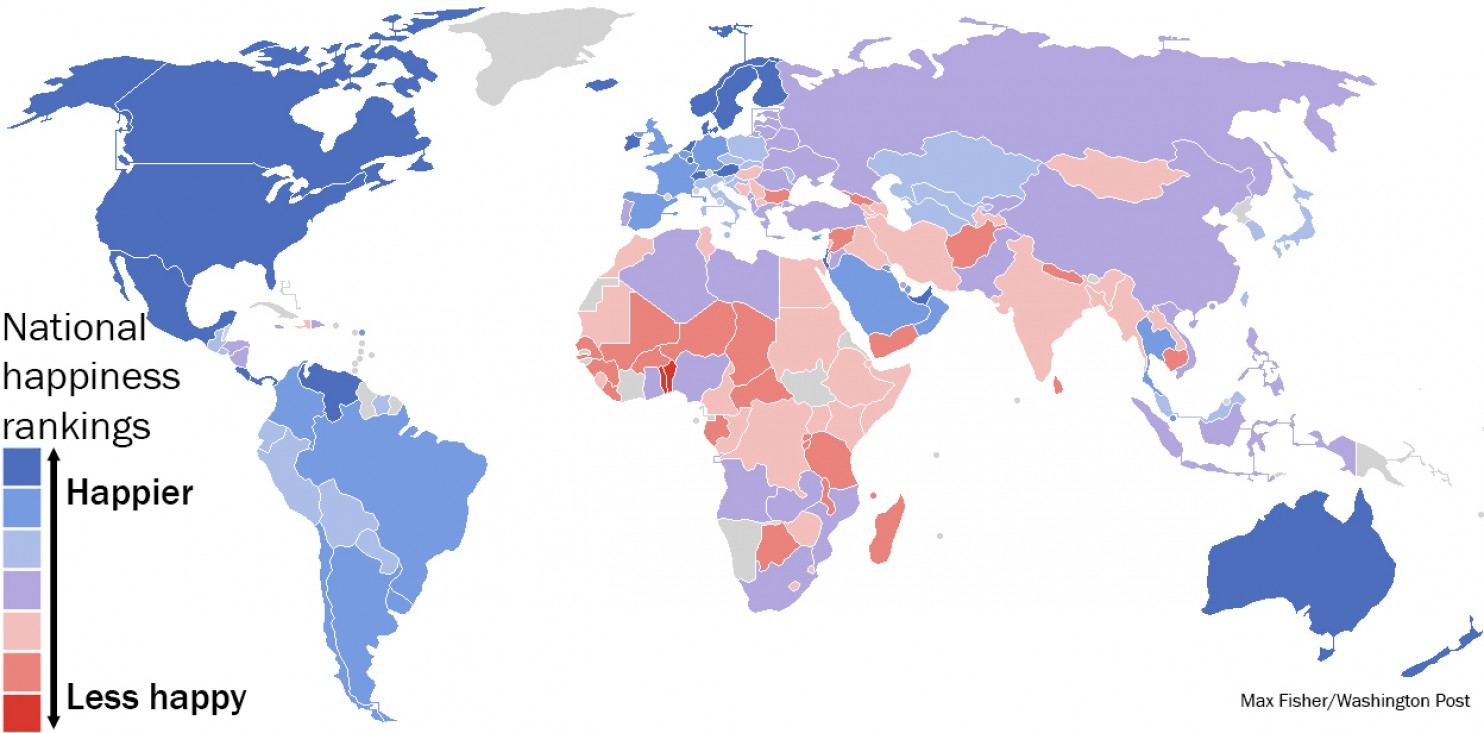 National
happiness
rankings
Happier
Less happy
Max Fisher/Washington Post